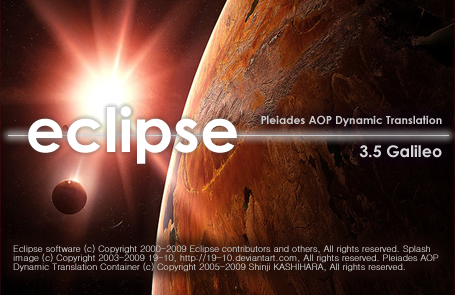 Pleiades AOP Dynamic Translation
eclipse
3.5 Galileo
Eclipse software (c) Copyright 2000-2009 Eclipse contributors and others, All rights reserved. Splash
image (c) Copyright 2003-2009 19-10, http://19-10.deviantart.com, All rights reserved. Pleiades AOP
Dynamic Translation Container (c) Copyright 2005-2009 Shinji KASHIHARA, All rights reserved.